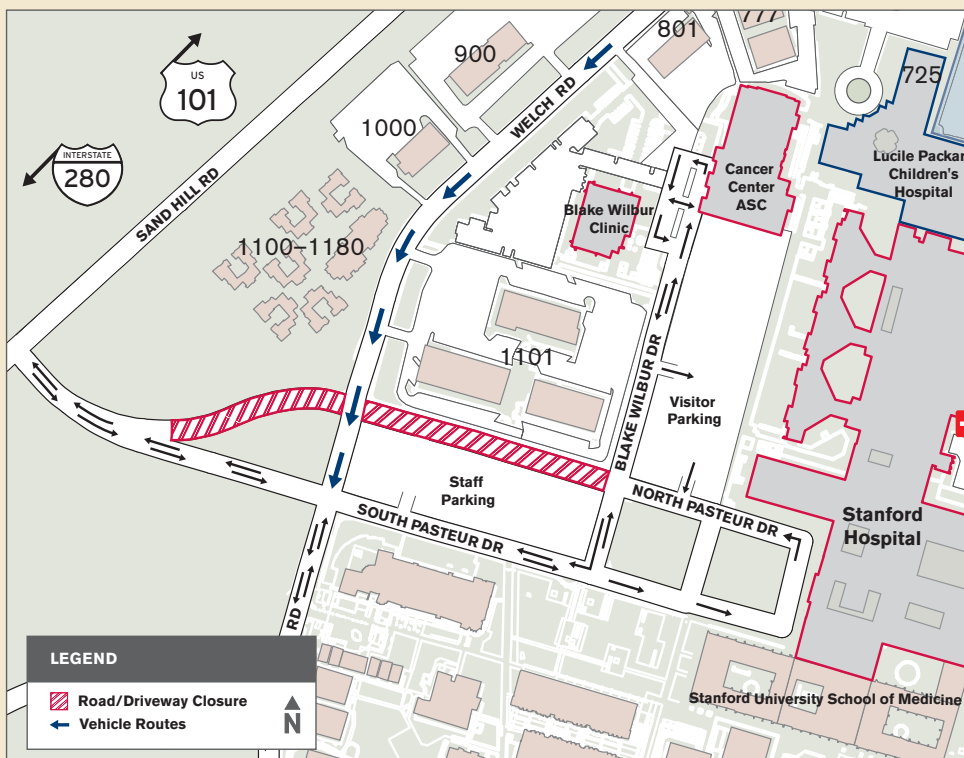 777
801
900
725
US
101
WELCH RD
1000
INTERSTATE
280
Lucile Packar
Children's
Hospital
Cancer
Center
ASC
SAND HILL RD
Blake Wilbur
Clinic
1100–1180
1101
BLAKE WILBUR DR
Visitor
Parking
Staff
Parking
NORTH PASTEUR DR
SOUTH PASTEUR DR
Stanford
Hospital
RD
LEGEND
Road/Driveway Closure
Vehicle Routes
N
Stanford University School of Medicine